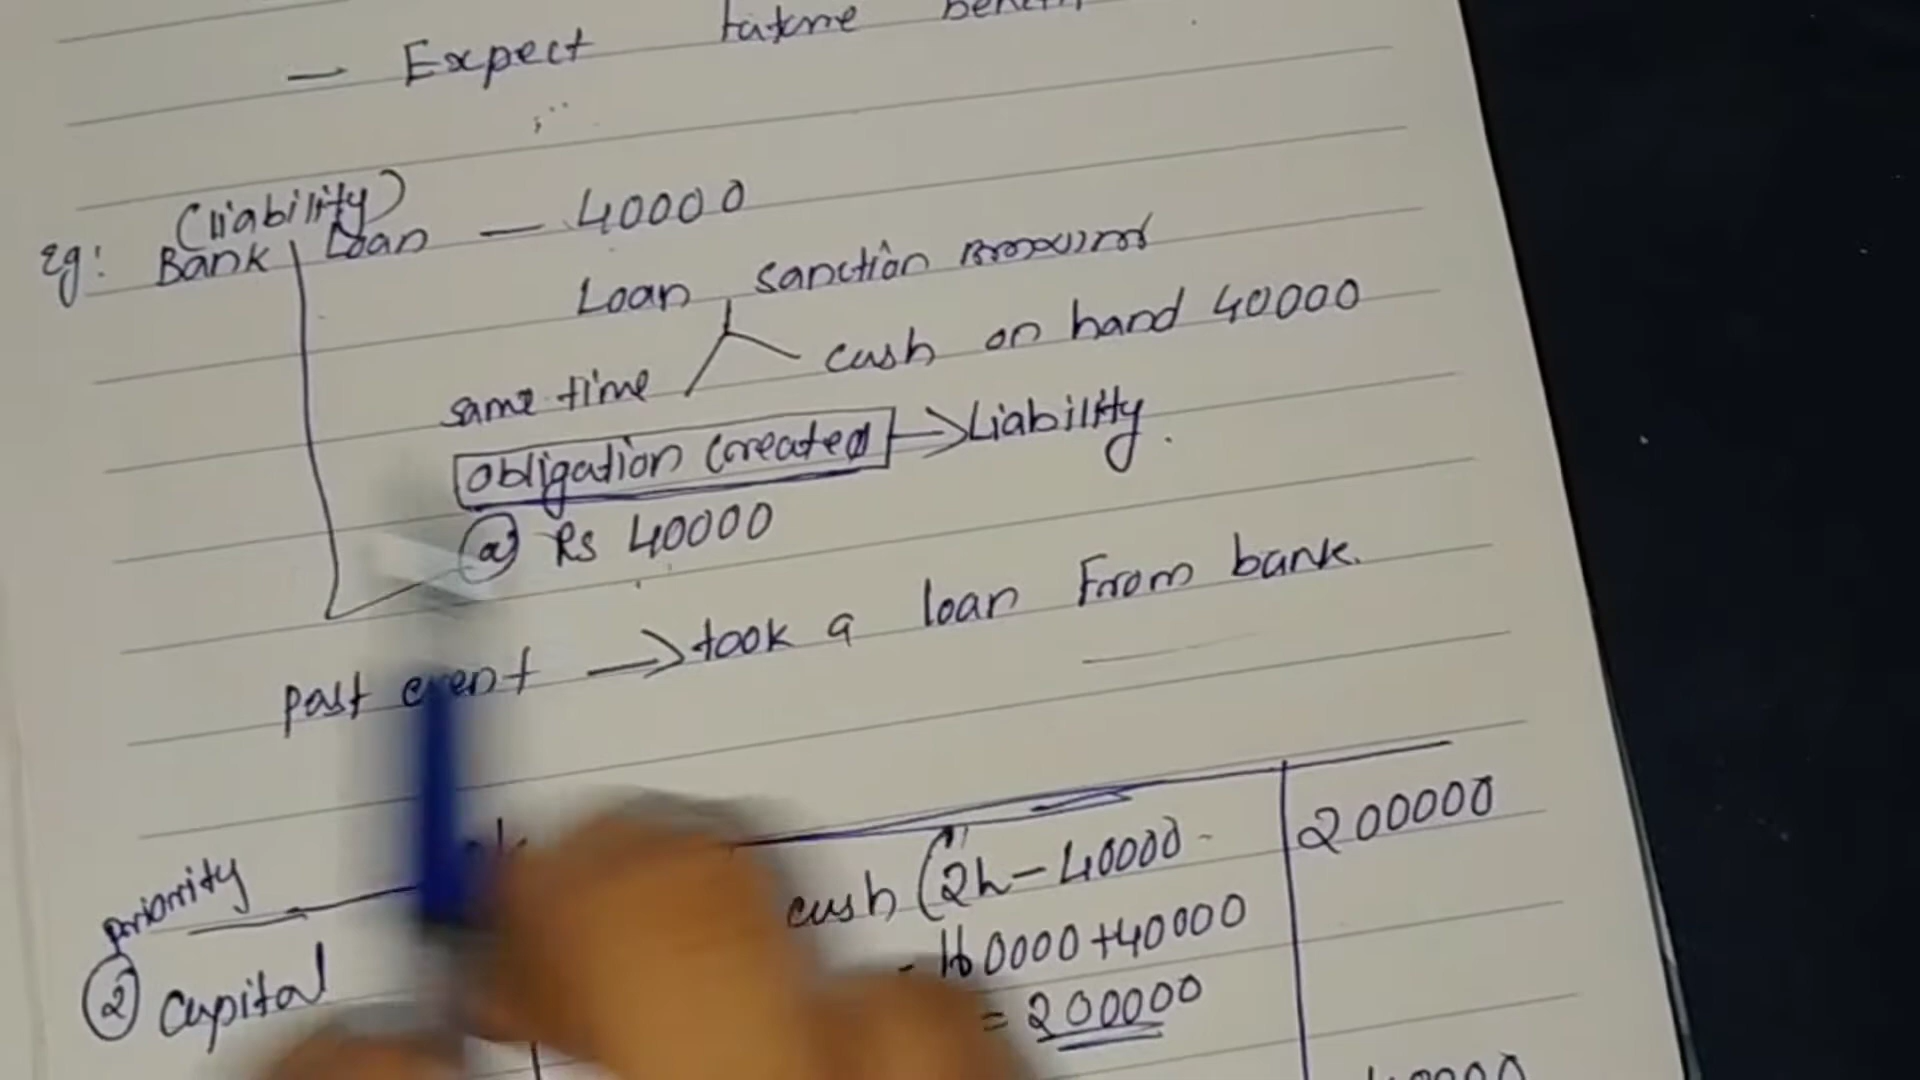 — Expect future
(liability)
eg: Bank Loan — 40000
Loan sanction
same time cash on hand 40000
obligation created → Liability.
@ Rs 40000
past event → took a loan from bank.
priority
cash (2L - 40000 - 200000
- 160000+40000
② capital
= 200000